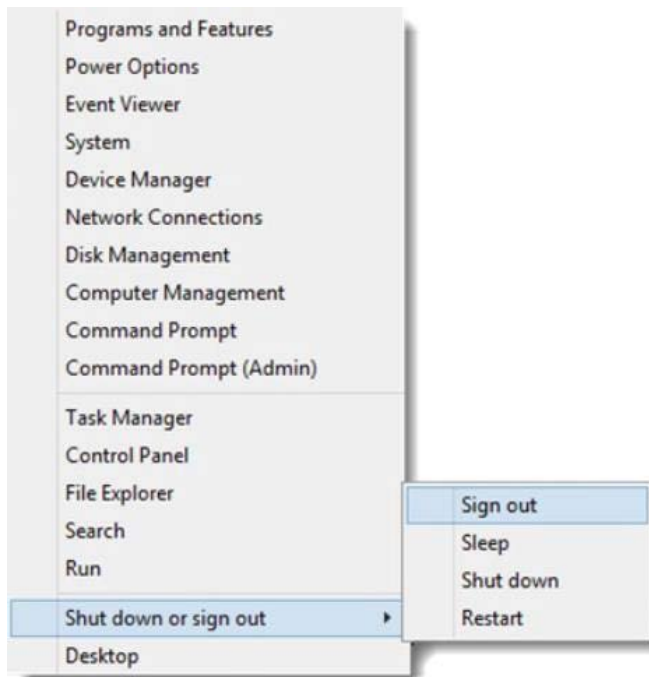 Programs and Features
Power Options
Event Viewer
System
Device Manager
Network Connections
Disk Management
Computer Management
Command Prompt
Command Prompt (Admin)
Task Manager
Control Panel
File Explorer
Search
Run
Shut down or sign out
Desktop
Sign out
Sleep
Shut down
Restart